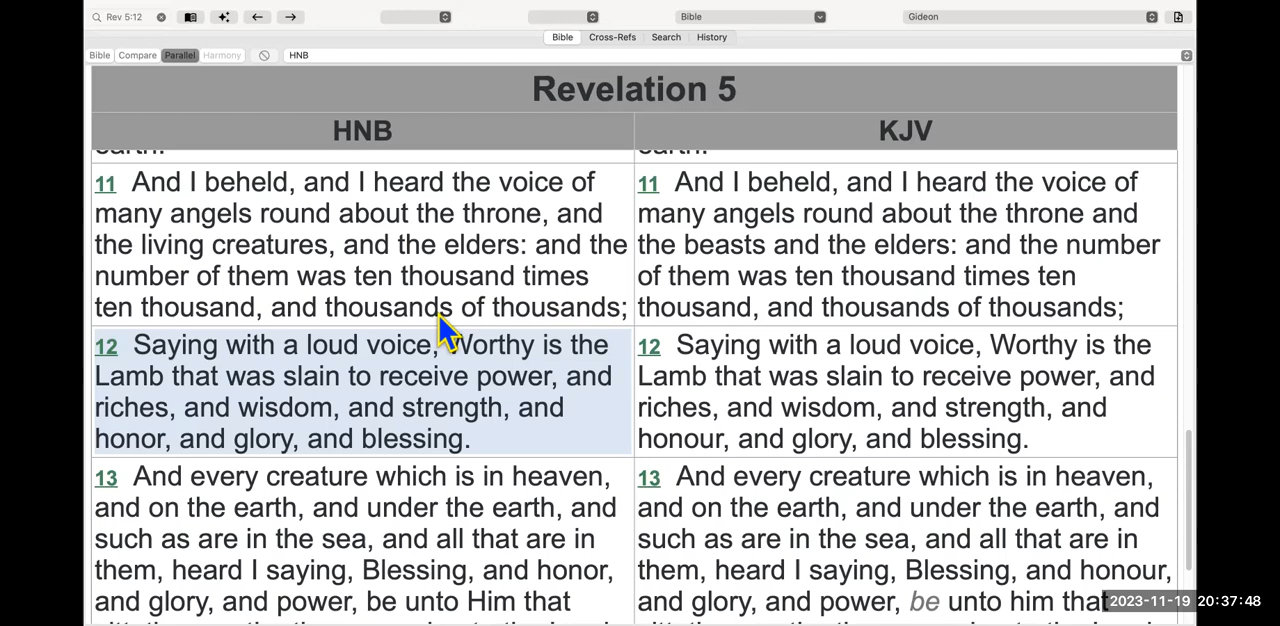 Rev 5:12
Bible
Gideon
Bible Cross-Refs Search History
Bible Compare Parallel Harmony HNB
Revelation 5
HNB
KJV
earth.
11 And I beheld, and I heard the voice of
many angels round about the throne, and
the living creatures, and the elders: and the
number of them was ten thousand times
ten thousand, and thousands of thousands;
earth.
11 And I beheld, and I heard the voice of
many angels round about the throne and
the beasts and the elders: and the number
of them was ten thousand times ten
thousand, and thousands of thousands;
12 Saying with a loud voice, Worthy is the
Lamb that was slain to receive power, and
riches, and wisdom, and strength, and
honor, and glory, and blessing.
12 Saying with a loud voice, Worthy is the
Lamb that was slain to receive power, and
riches, and wisdom, and strength, and
honour, and glory, and blessing.
13 And every creature which is in heaven,
and on the earth, and under the earth, and
such as are in the sea, and all that are in
them, heard I saying, Blessing, and honor,
and glory, and power, be unto Him that
13 And every creature which is in heaven,
and on the earth, and under the earth, and
such as are in the sea, and all that are in
them, heard I saying, Blessing, and honour,
and glory, and power, be unto him that
2023-11-19 20:37:48